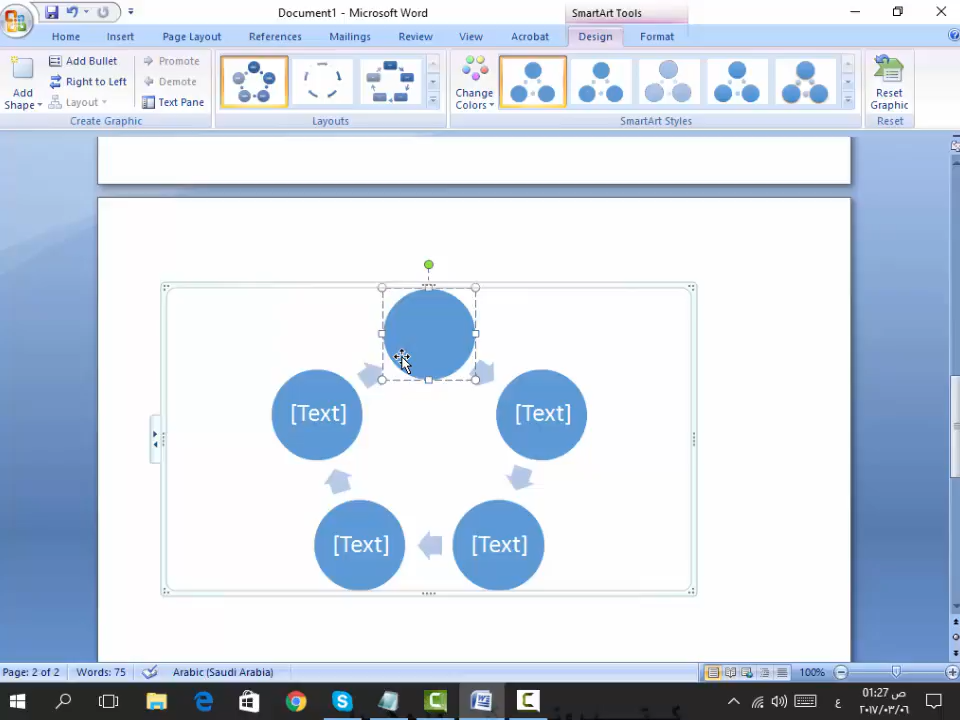 Document1 - Microsoft Word
SmartArt Tools
Home Insert Page Layout References Mailings Review View Acrobat Design Format
Add Shape
Add Bullet
Right to Left
Layout
Promote
Demote
Text Pane
Change Colors
Reset Graphic
Create Graphic Layouts SmartArt Styles Reset
[Text] [Text]
[Text] [Text]
Page: 2 of 2 Words: 75 Arabic (Saudi Arabia) 100%
ع
01:27 ص
٢٠١٧/٠٣/٠٦